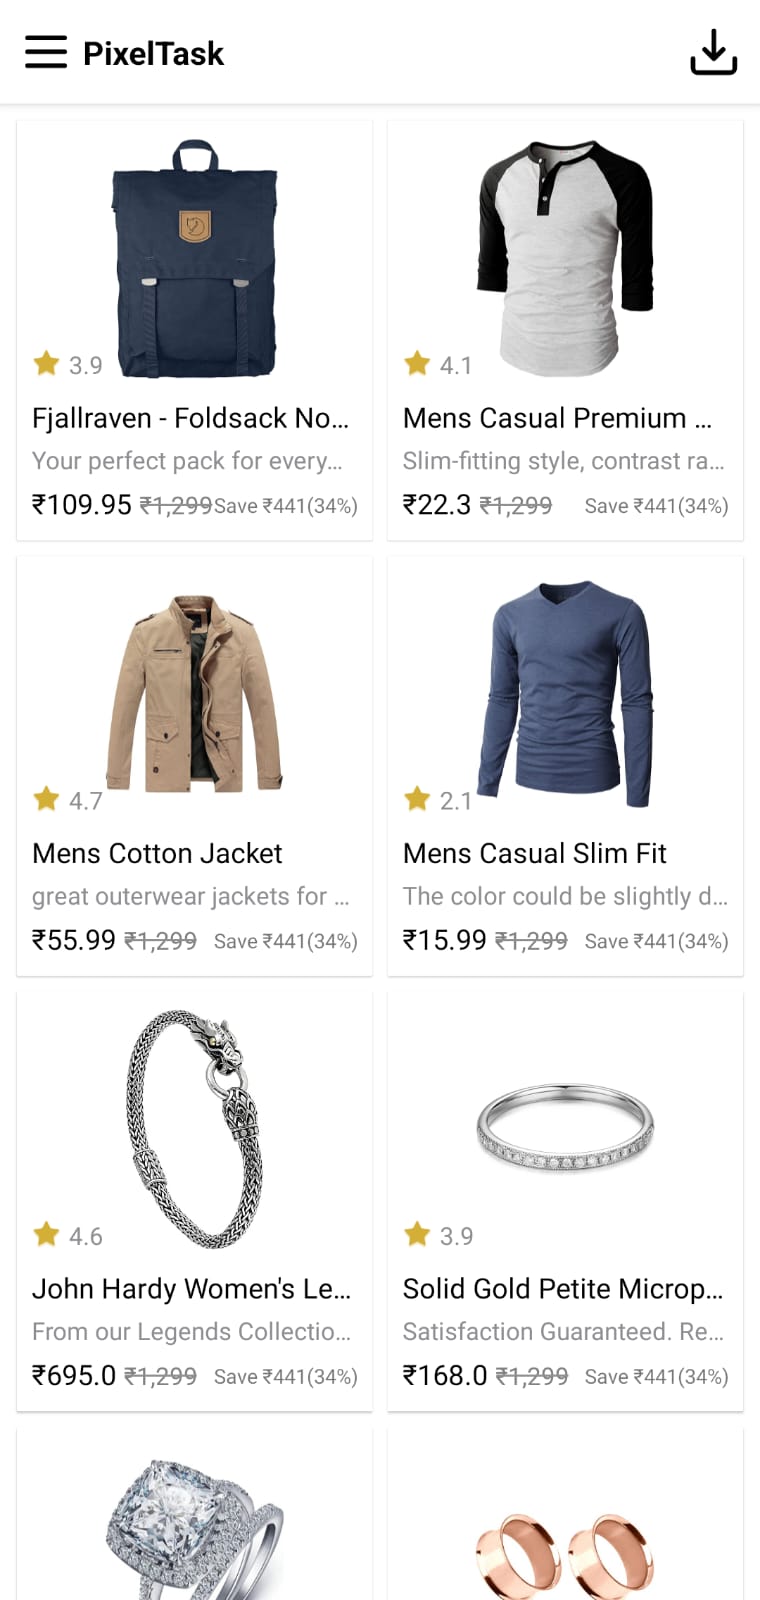 PixelTask
3.9
4.1
Fjallraven - Foldsack No...
Mens Casual Premium ...
Your perfect pack for every...
Slim-fitting style, contrast ra...
₹109.95 ₹1,299 Save ₹441(34%)
₹22.3 ₹1,299 Save ₹441(34%)
4.7
2.1
Mens Cotton Jacket
Mens Casual Slim Fit
great outerwear jackets for ...
The color could be slightly d...
₹55.99 ₹1,299 Save ₹441(34%)
₹15.99 ₹1,299 Save ₹441(34%)
4.6
3.9
John Hardy Women's Le...
Solid Gold Petite Microp...
From our Legends Collectio...
Satisfaction Guaranteed. Re...
₹695.0 ₹1,299 Save ₹441(34%)
₹168.0 ₹1,299 Save ₹441(34%)